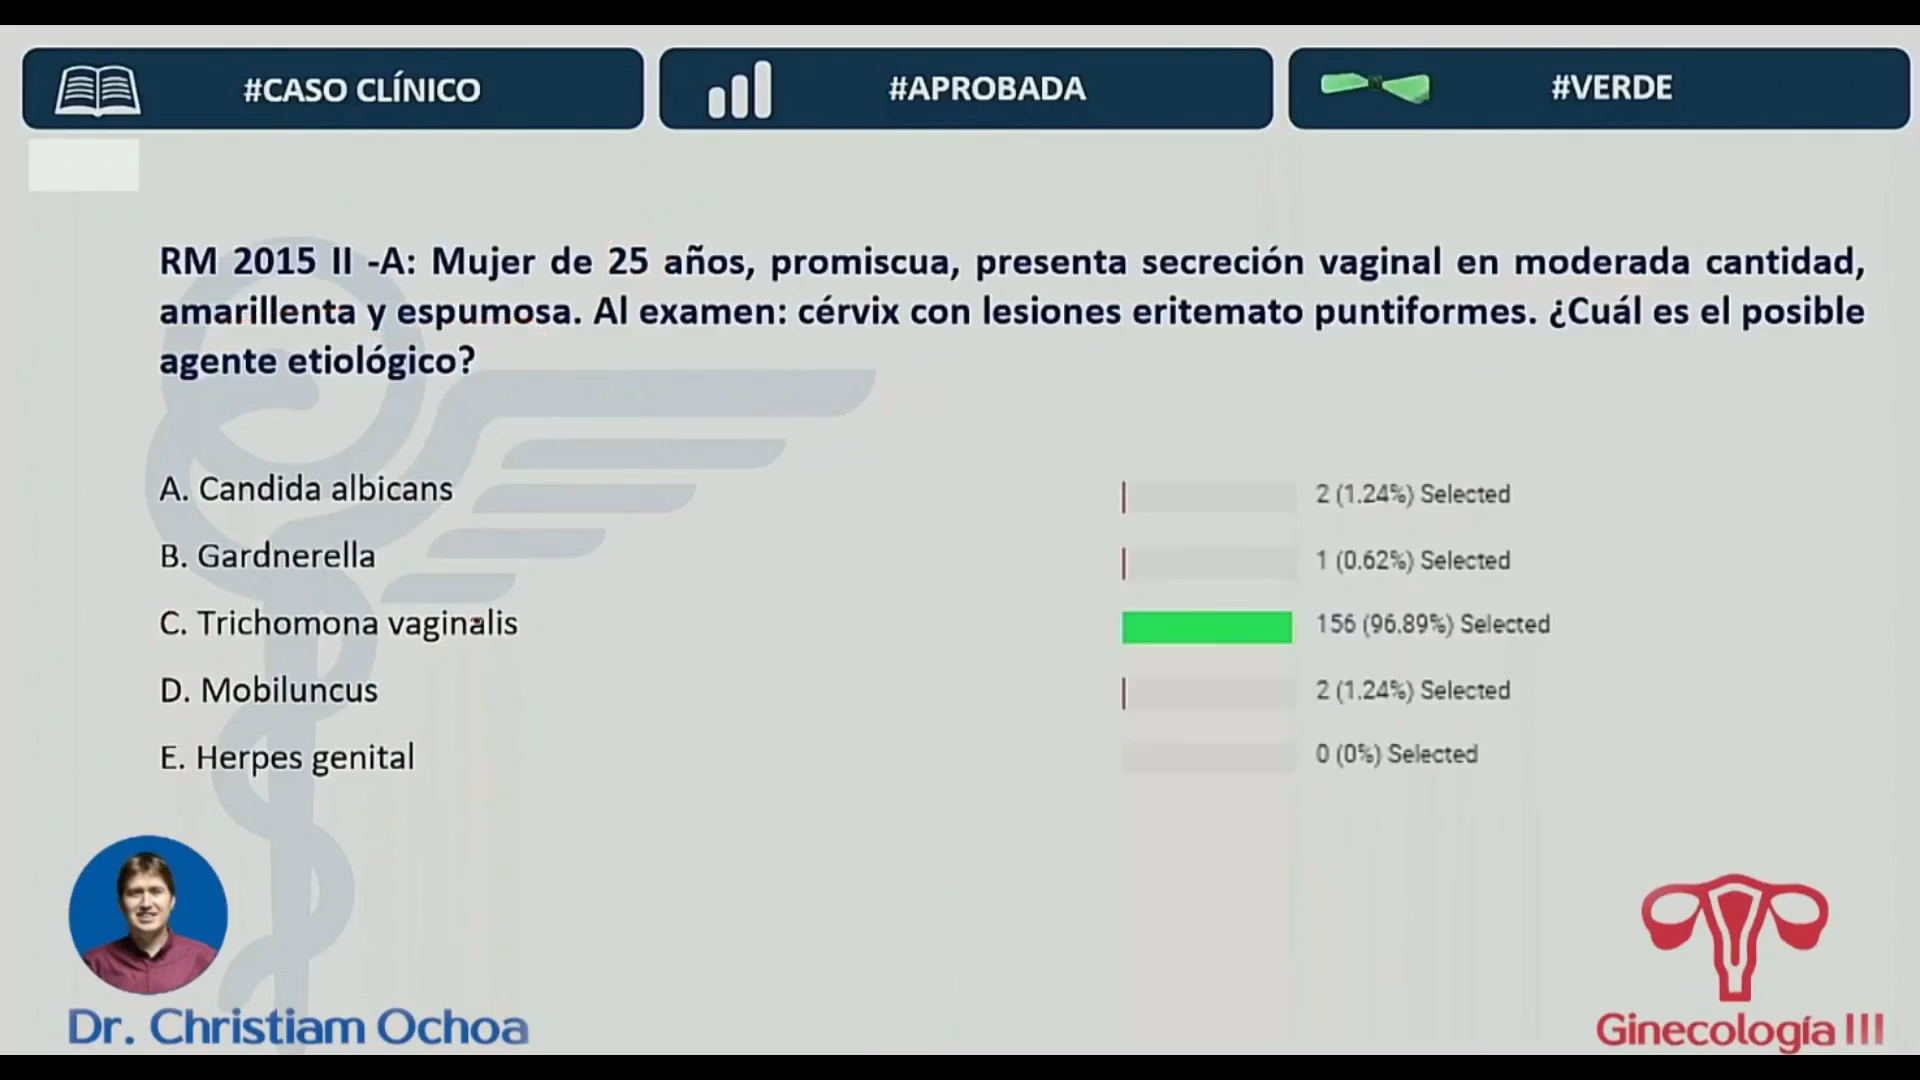 #CASO CLÍNICO
#APROBADA
#VERDE
RM 2015 II -A: Mujer de 25 años, promiscua, presenta secreción vaginal en moderada cantidad,
amarillenta y espumosa. Al examen: cérvix con lesiones eritemato puntiformes. ¿Cuál es el posible
agente etiológico?
A. Candida albicans
2 (1.24%) Selected
B. Gardnerella
1 (0.62%) Selected
C. Trichomona vaginalis
156 (96.89%) Selected
D. Mobiluncus
2 (1.24%) Selected
E. Herpes genital
0 (0%) Selected
Dr. Christiam Ochoa
Ginecología III